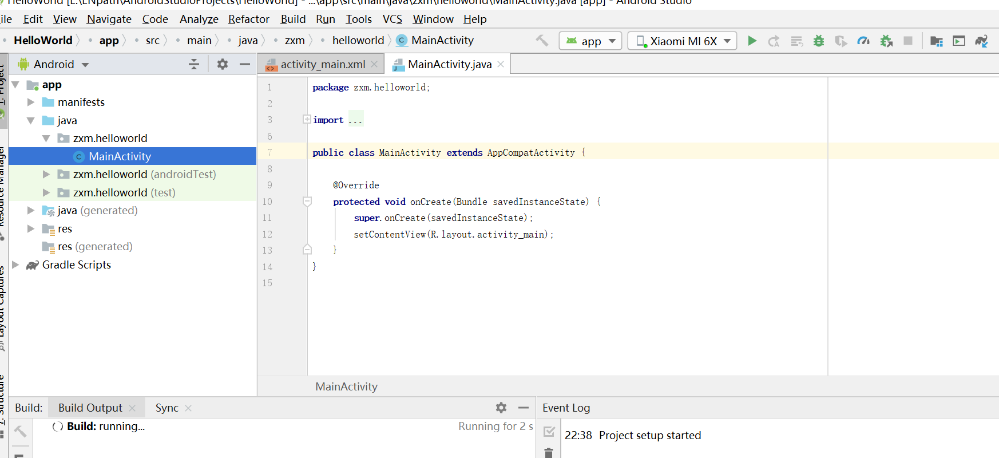 HelloWorld [E:\ENpath\AndroidStudioProjects\HelloWorld] - ...\app\src\main\java\zxm\helloworld\MainActivity.java [app] - Android Studio
ile Edit View Navigate Code Analyze Refactor Build Run Tools VCS Window Help
HelloWorld app src main java zxm helloworld MainActivity app Xiaomi MI 6X
Android
activity_main.xml MainActivity.java
1: Project
Resource Manager
Layout Captures
7: Structure
app
manifests
java
zxm.helloworld
MainActivity
zxm.helloworld (androidTest)
zxm.helloworld (test)
java (generated)
res
res (generated)
Gradle Scripts
1 package zxm.helloworld;
2
3 import ...
6
7 public class MainActivity extends AppCompatActivity {
8
9 @Override
10 protected void onCreate(Bundle savedInstanceState) {
11 super.onCreate(savedInstanceState);
12 setContentView(R.layout.activity_main);
13 }
14 }
15
MainActivity
Build: Build Output Sync
Build: running... Running for 2 s
Event Log
22:38 Project setup started